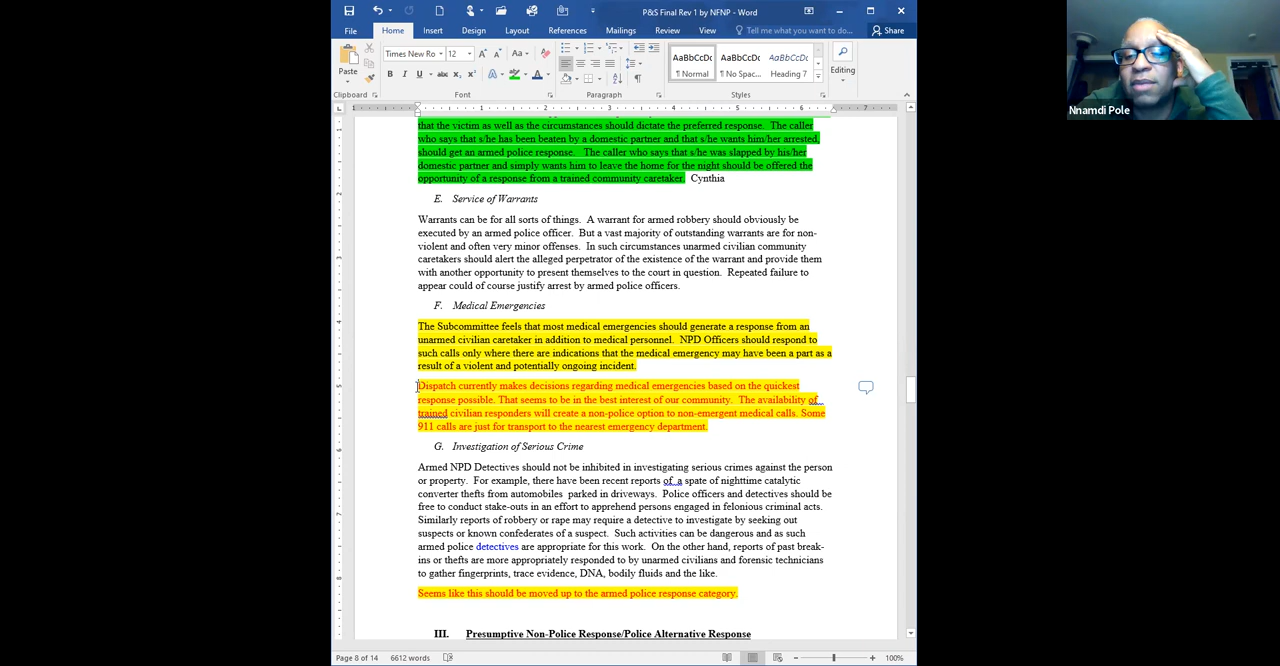 P&S Final Rev 1 by NFNP - Word
File Home Insert Design Layout References Mailings Review View Tell me what you want to do... Share
Times New Ro 12 Aa
Paste
B I U abc x₂ x² A A
AaBbCcDc AaBbCcDc AaBbCcDc
¶ Normal ¶ No Spac... Heading 7
Editing
Clipboard Font Paragraph Styles
Nnamdi Pole
that the victim as well as the circumstances should dictate the preferred response. The caller
who says that s/he has been beaten by a domestic partner and that s/he wants him/her arrested,
should get an armed police response. The caller who says that s/he was slapped by his/her
domestic partner and simply wants him to leave the home for the night should be offered the
opportunity of a response from a trained community caretaker. Cynthia
E. Service of Warrants
Warrants can be for all sorts of things. A warrant for armed robbery should obviously be
executed by an armed police officer. But a vast majority of outstanding warrants are for non-
violent and often very minor offenses. In such circumstances unarmed civilian community
caretakers should alert the alleged perpetrator of the existence of the warrant and provide them
with another opportunity to present themselves to the court in question. Repeated failure to
appear could of course justify arrest by armed police officers.
F. Medical Emergencies
The Subcommittee feels that most medical emergencies should generate a response from an
unarmed civilian caretaker in addition to medical personnel. NPD Officers should respond to
such calls only where there are indications that the medical emergency may have been a part as a
result of a violent and potentially ongoing incident.
Dispatch currently makes decisions regarding medical emergencies based on the quickest
response possible. That seems to be in the best interest of our community. The availability of
trained civilian responders will create a non-police option to non-emergent medical calls. Some
911 calls are just for transport to the nearest emergency department.
G. Investigation of Serious Crime
Armed NPD Detectives should not be inhibited in investigating serious crimes against the person
or property. For example, there have been recent reports of a spate of nighttime catalytic
converter thefts from automobiles parked in driveways. Police officers and detectives should be
free to conduct stake-outs in an effort to apprehend persons engaged in felonious criminal acts.
Similarly reports of robbery or rape may require a detective to investigate by seeking out
suspects or known confederates of a suspect. Such activities can be dangerous and as such
armed police detectives are appropriate for this work. On the other hand, reports of past break-
ins or thefts are more appropriately responded to by unarmed civilians and forensic technicians
to gather fingerprints, trace evidence, DNA, bodily fluids and the like.
Seems like this should be moved up to the armed police response category.
III. Presumptive Non-Police Response/Police Alternative Response
Page 8 of 14 6612 words 100%